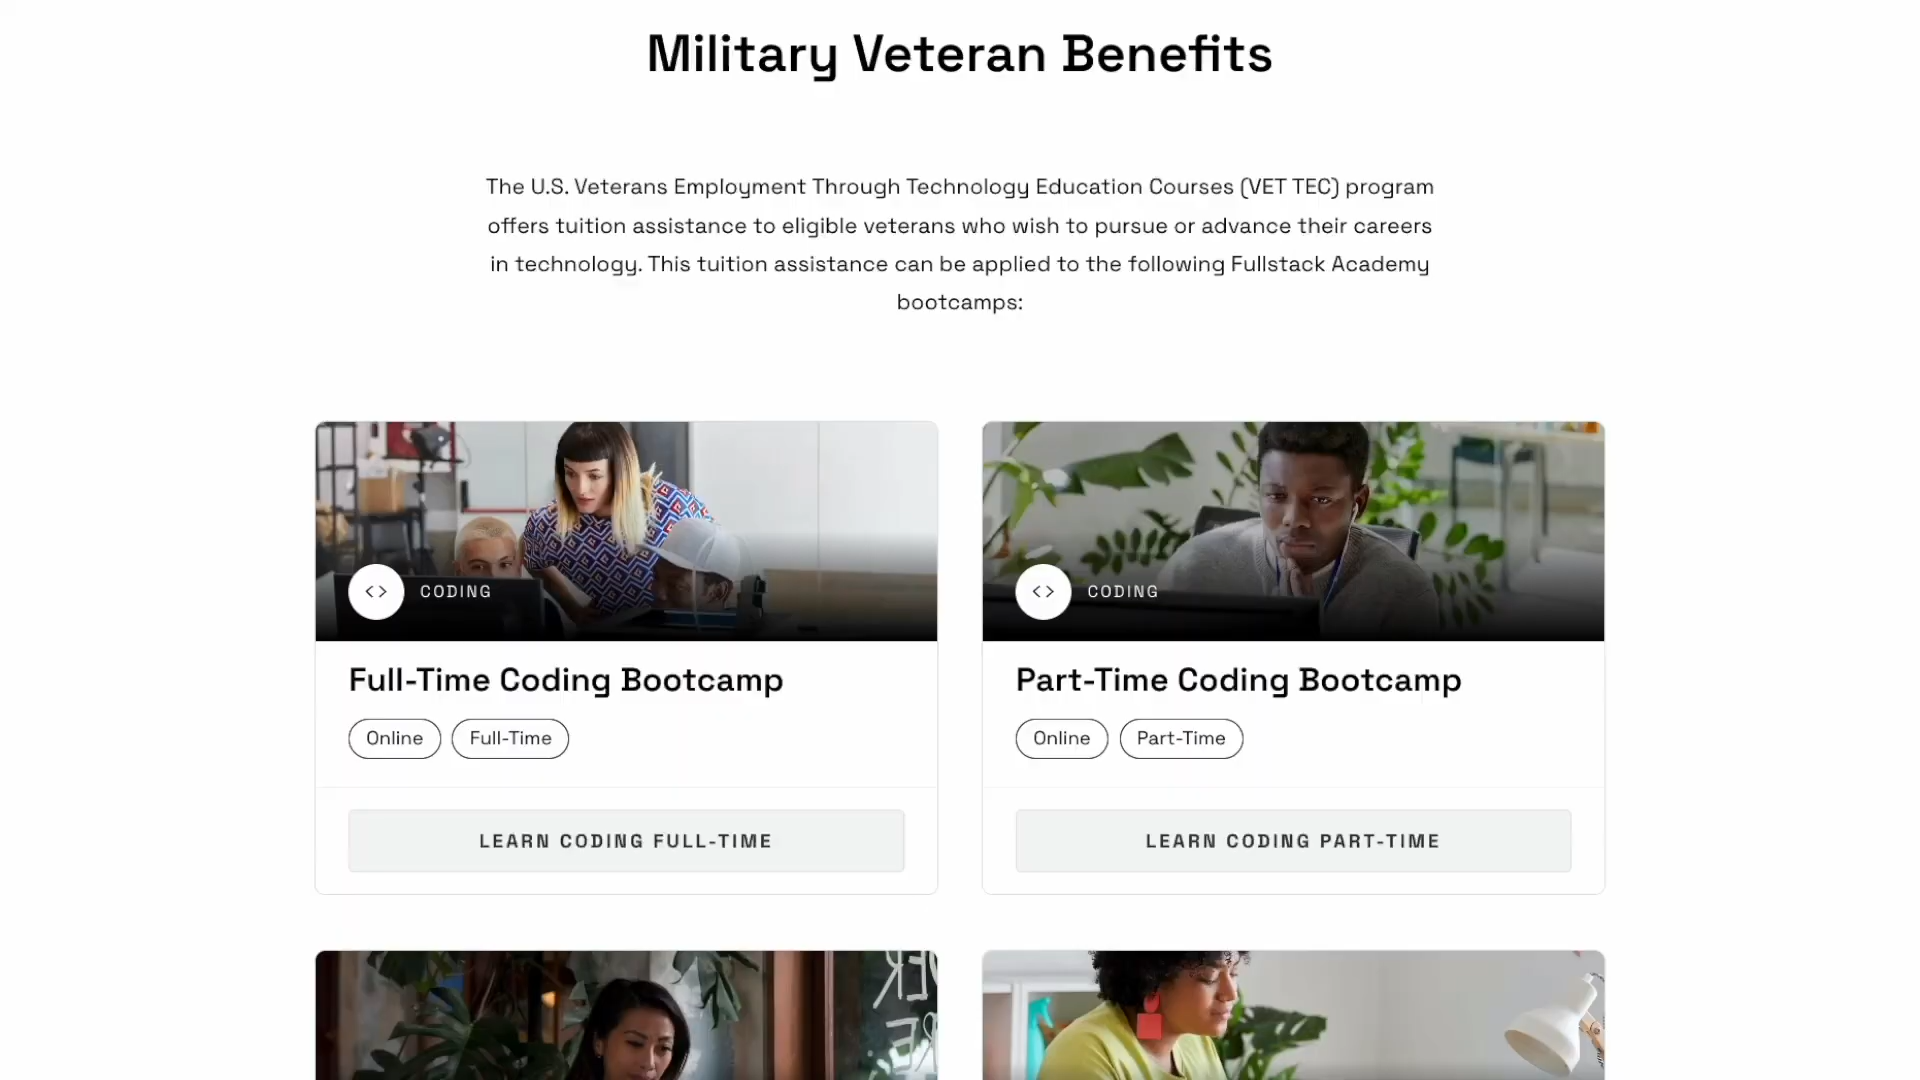 Military Veteran Benefits
The U.S. Veterans Employment Through Technology Education Courses (VET TEC) program
offers tuition assistance to eligible veterans who wish to pursue or advance their careers
in technology. This tuition assistance can be applied to the following Fullstack Academy
bootcamps:
<> CODING
Full-Time Coding Bootcamp
Online Full-Time
LEARN CODING FULL-TIME
<> CODING
Part-Time Coding Bootcamp
Online Part-Time
LEARN CODING PART-TIME